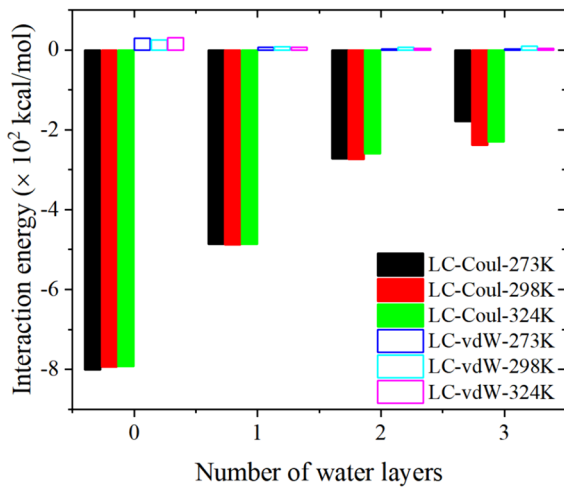 Interaction energy (× 10² kcal/mol)
0
-2
-4
-6
-8
LC-Coul-273K
LC-Coul-298K
LC-Coul-324K
LC-vdW-273K
LC-vdW-298K
LC-vdW-324K
0 1 2 3
Number of water layers